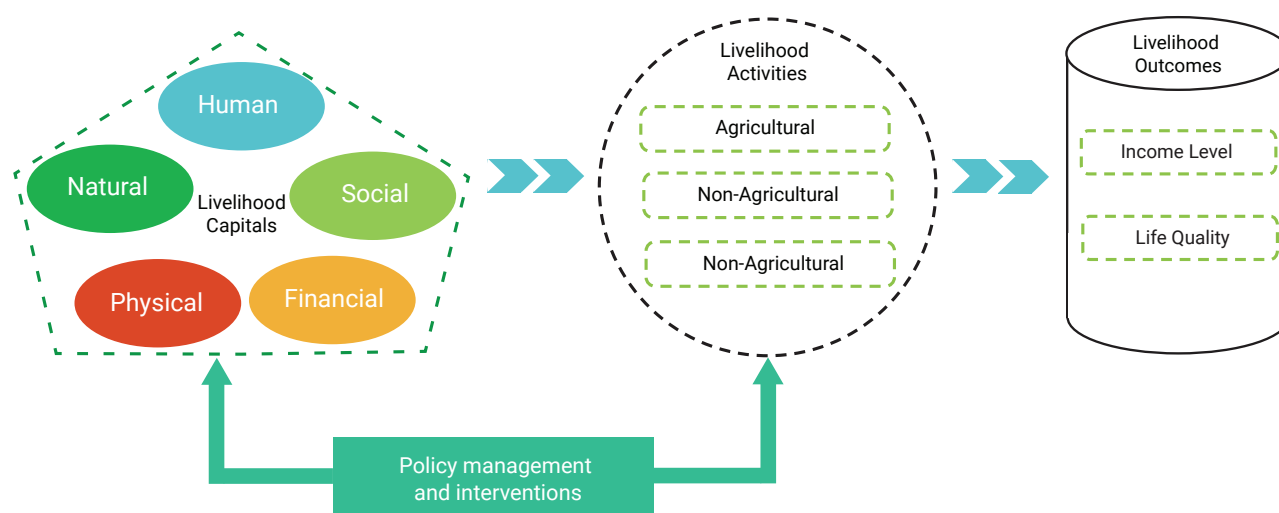 Human
Natural
Social
Livelihood
Capitals
Physical
Financial
Livelihood
Activities
Agricultural
Non-Agricultural
Non-Agricultural
Livelihood
Outcomes
Income Level
Life Quality
Policy management
and interventions